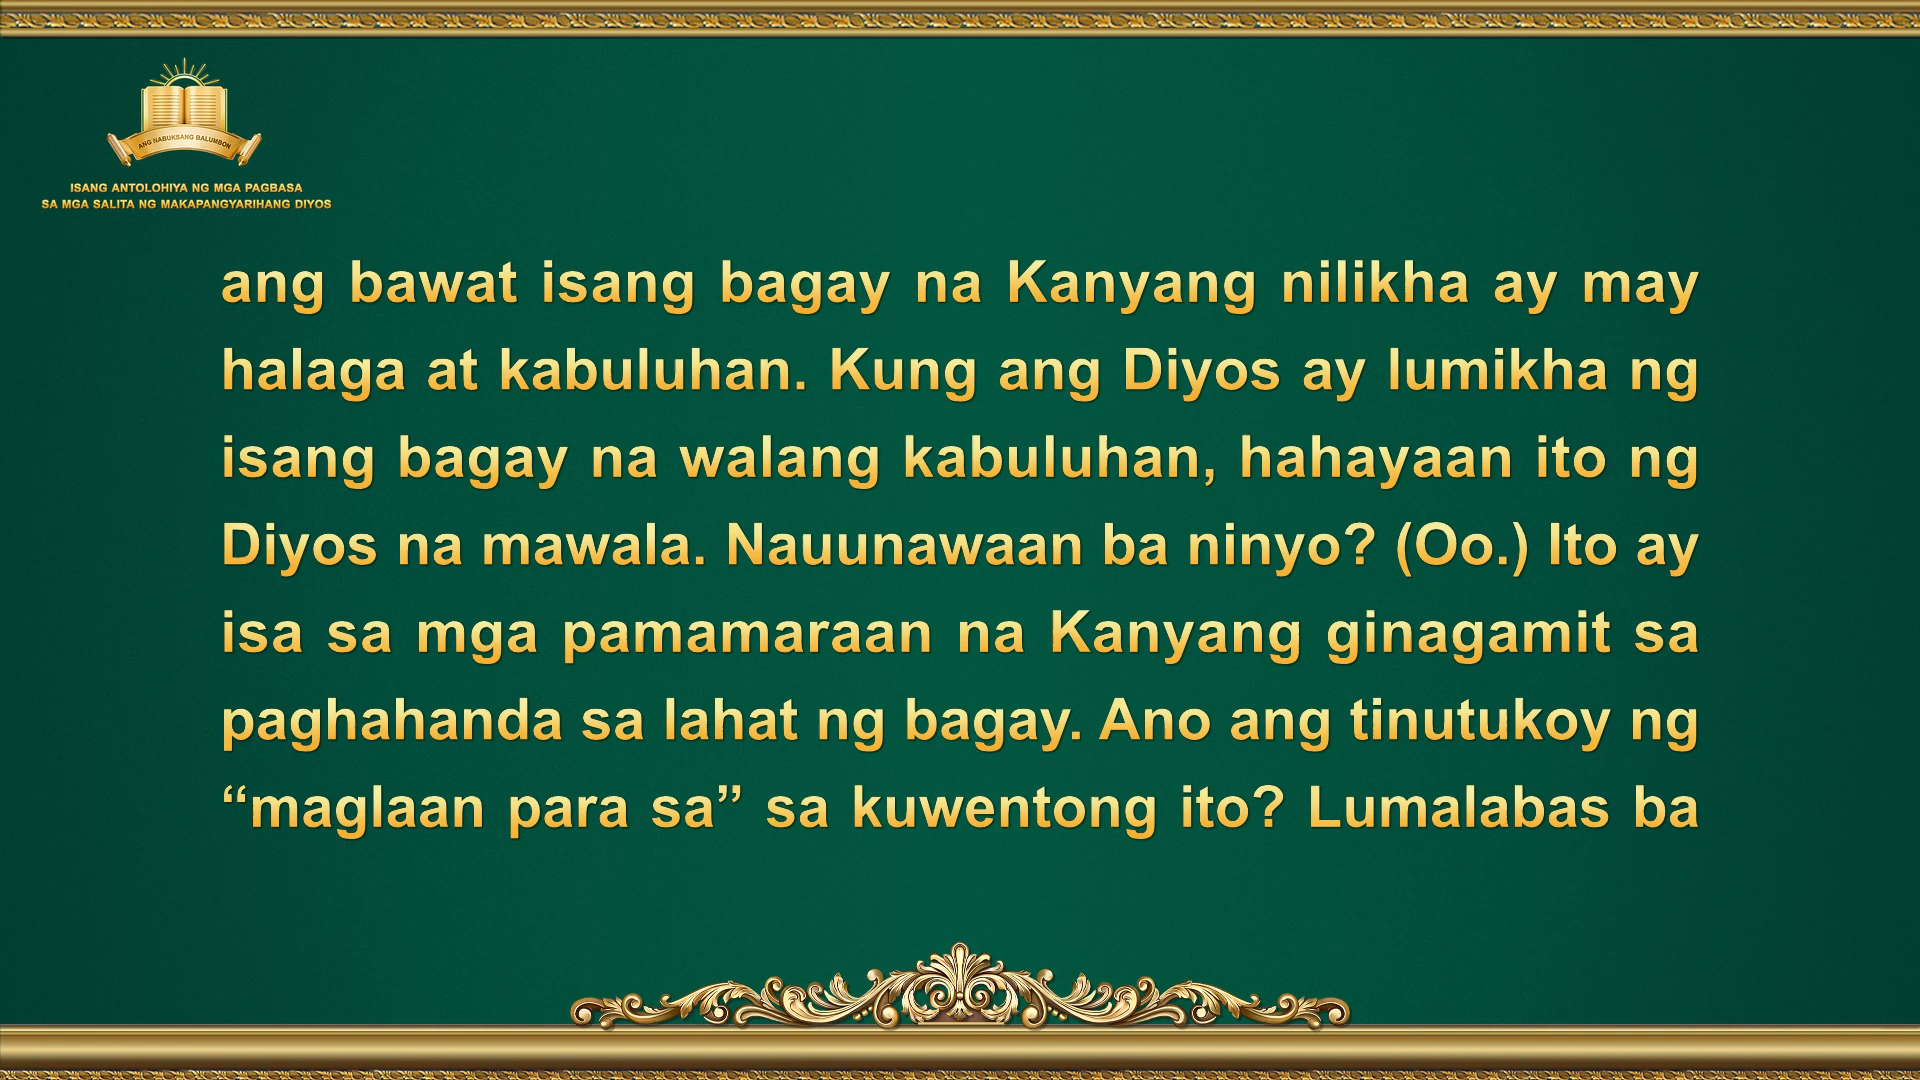 ANG NABUKSANG BALUMBON
ISANG ANTOLOHIYA NG MGA PAGBASA
SA MGA SALITA NG MAKAPANGYARIHANG DIYOS
ang bawat isang bagay na Kanyang nilikha ay may
halaga at kabuluhan. Kung ang Diyos ay lumikha ng
isang bagay na walang kabuluhan, hahayaan ito ng
Diyos na mawala. Nauunawaan ba ninyo? (Oo.) Ito ay
isa sa mga pamamaraan na Kanyang ginagamit sa
paghahanda sa lahat ng bagay. Ano ang tinutukoy ng
“maglaan para sa” sa kuwentong ito? Lumalabas ba